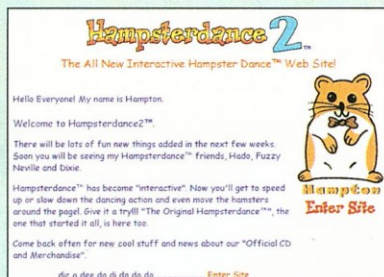 Hampsterdance 2™
The All New Interactive Hampster Dance™ Web Site!
Hello Everyone! My name is Hampton.
Welcome to Hampsterdance2™.
There will be lots of fun new things added in the next few weeks.
Soon you will be seeing my Hampsterdance™ friends, Hado, Fuzzy
Neville and Dixie.
Hampton
Enter Site
Hampsterdance™ has become "interactive". Now you'll get to speed
up or slow down the dancing action and even move the hamsters
around the page!. Give it a try!!! "The Original Hampsterdance™", the
one that started it all, is here too.
Come back often for new cool stuff and news about our "Official CD
and Merchandise".
dip a dee da di da do do.................Enter Site